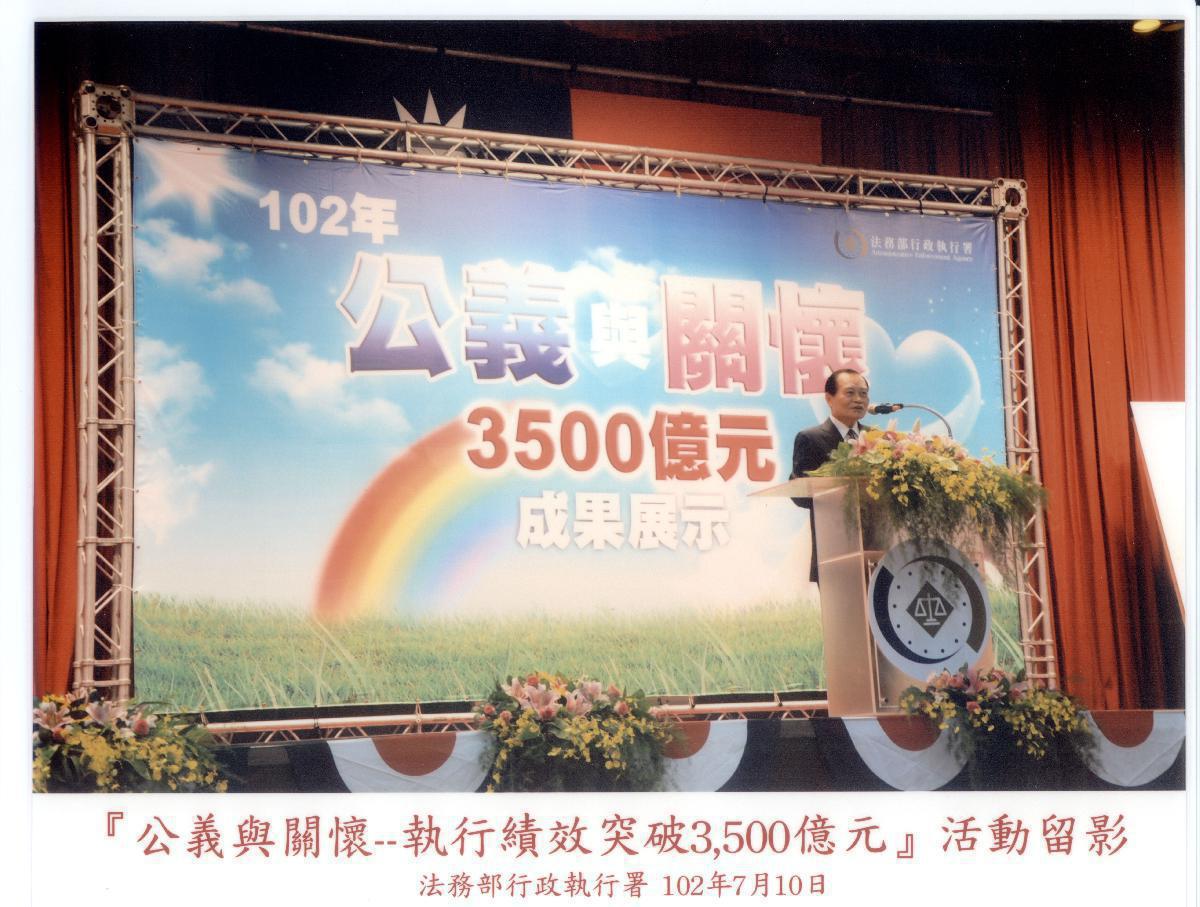 102年
法務部行政執行署
Administrative Enforcement Agency
公義與關懷
3500億元
成果展示
『公義與關懷--執行績效突破3,500億元』活動留影
法務部行政執行署 102年7月10日